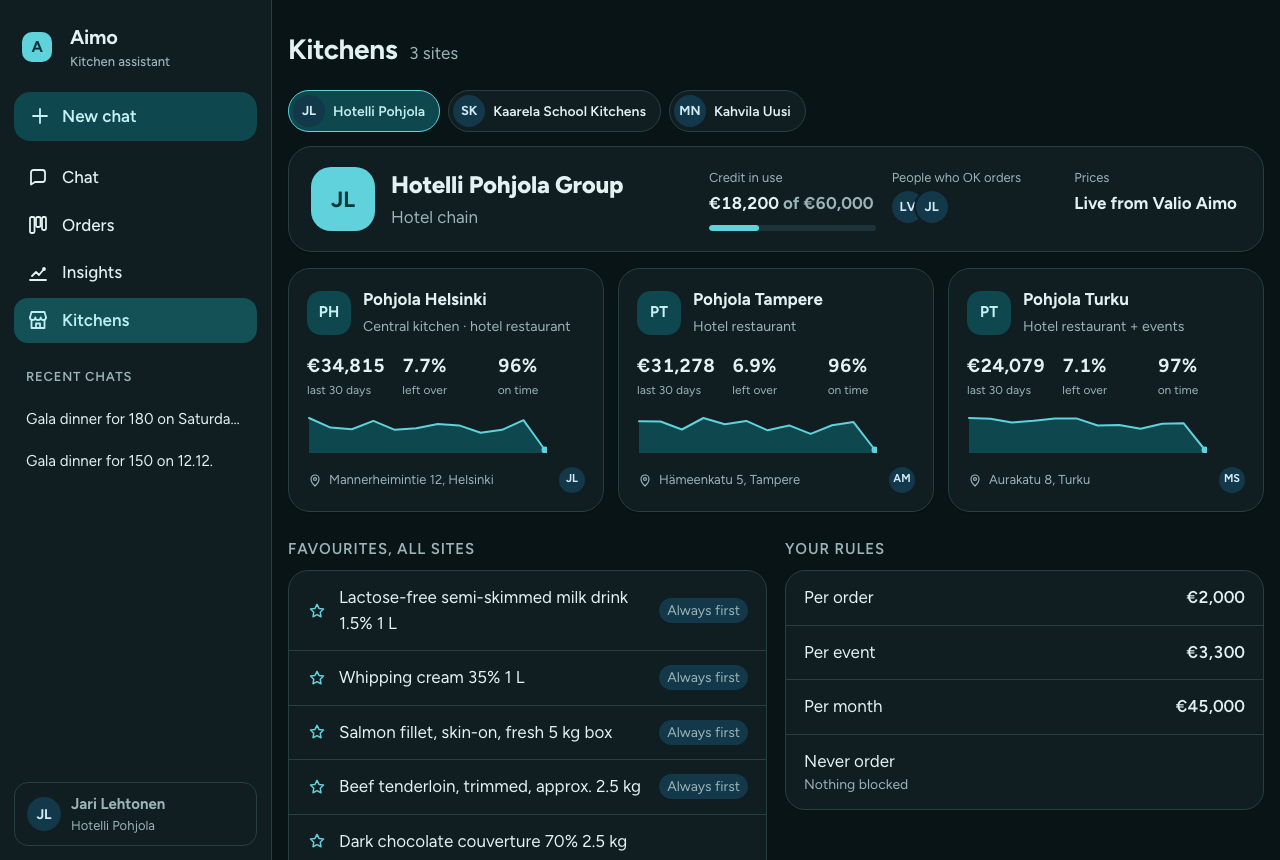 A
Aimo
Kitchen assistant
New chat
Chat
Orders
Insights
Kitchens
RECENT CHATS
Gala dinner for 180 on Saturda...
Gala dinner for 150 on 12.12.
JL
Jari Lehtonen
Hotelli Pohjola
Kitchens 3 sites
JL Hotelli Pohjola
SK Kaarela School Kitchens
MN Kahvila Uusi
JL
Hotelli Pohjola Group
Hotel chain
Credit in use
€18,200 of €60,000
People who OK orders
LV JL
Prices
Live from Valio Aimo
PH
Pohjola Helsinki
Central kitchen · hotel restaurant
€34,815 7.7% 96%
last 30 days left over on time
Mannerheimintie 12, Helsinki JL
PT
Pohjola Tampere
Hotel restaurant
€31,278 6.9% 96%
last 30 days left over on time
Hämeenkatu 5, Tampere AM
PT
Pohjola Turku
Hotel restaurant + events
€24,079 7.1% 97%
last 30 days left over on time
Aurakatu 8, Turku MS
FAVOURITES, ALL SITES
Lactose-free semi-skimmed milk drink
1.5% 1 L
Always first
Whipping cream 35% 1 L Always first
Salmon fillet, skin-on, fresh 5 kg box Always first
Beef tenderloin, trimmed, approx. 2.5 kg Always first
Dark chocolate couverture 70% 2.5 kg
YOUR RULES
Per order €2,000
Per event €3,300
Per month €45,000
Never order
Nothing blocked